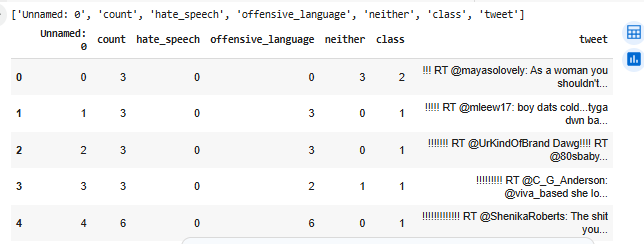 ['Unnamed: 0', 'count', 'hate_speech', 'offensive_language', 'neither', 'class', 'tweet']
Unnamed: 0 count hate_speech offensive_language neither class tweet
0 0 3 0 0 3 2 !!! RT @mayasolovely: As a woman you
shouldn't...
1 1 3 0 3 0 1 !!!!! RT @mleew17: boy dats cold...tyga
dwn ba...
2 2 3 0 3 0 1 !!!!!!! RT @UrKindOfBrand Dawg!!!! RT
@80sbaby...
3 3 3 0 2 1 1 !!!!!!!!! RT @C_G_Anderson:
@viva_based she lo...
4 4 6 0 6 0 1 !!!!!!!!!!!!! RT @ShenikaRoberts: The shit
you...